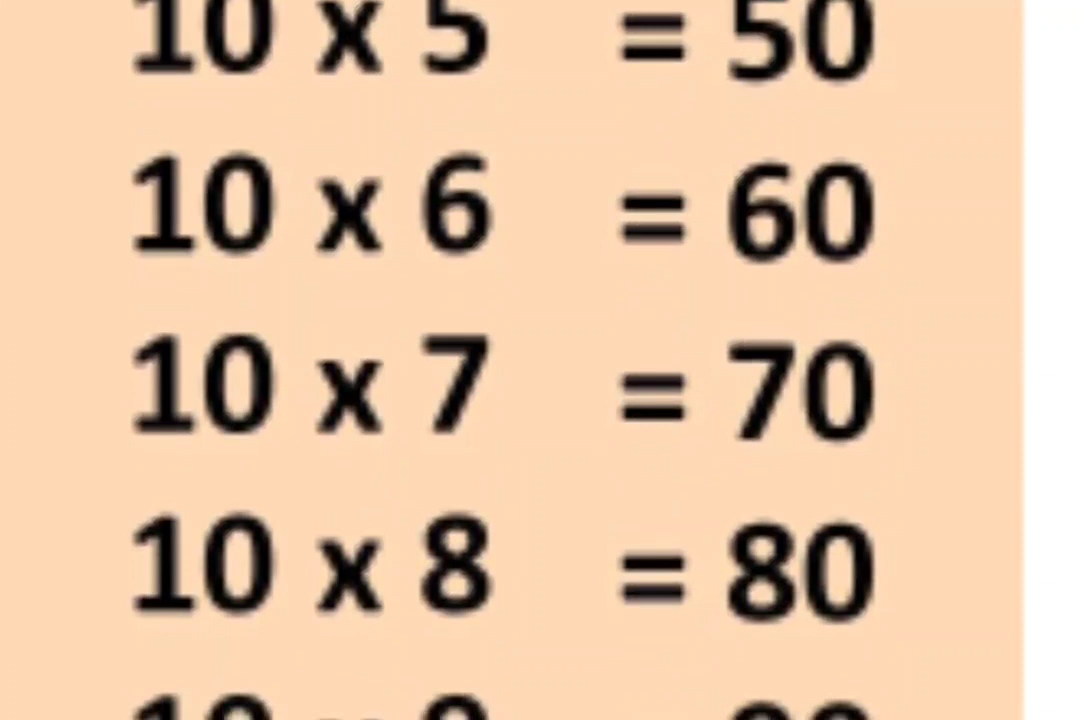 10 x 5 = 50
10 x 6 = 60
10 x 7 = 70
10 x 8 = 80